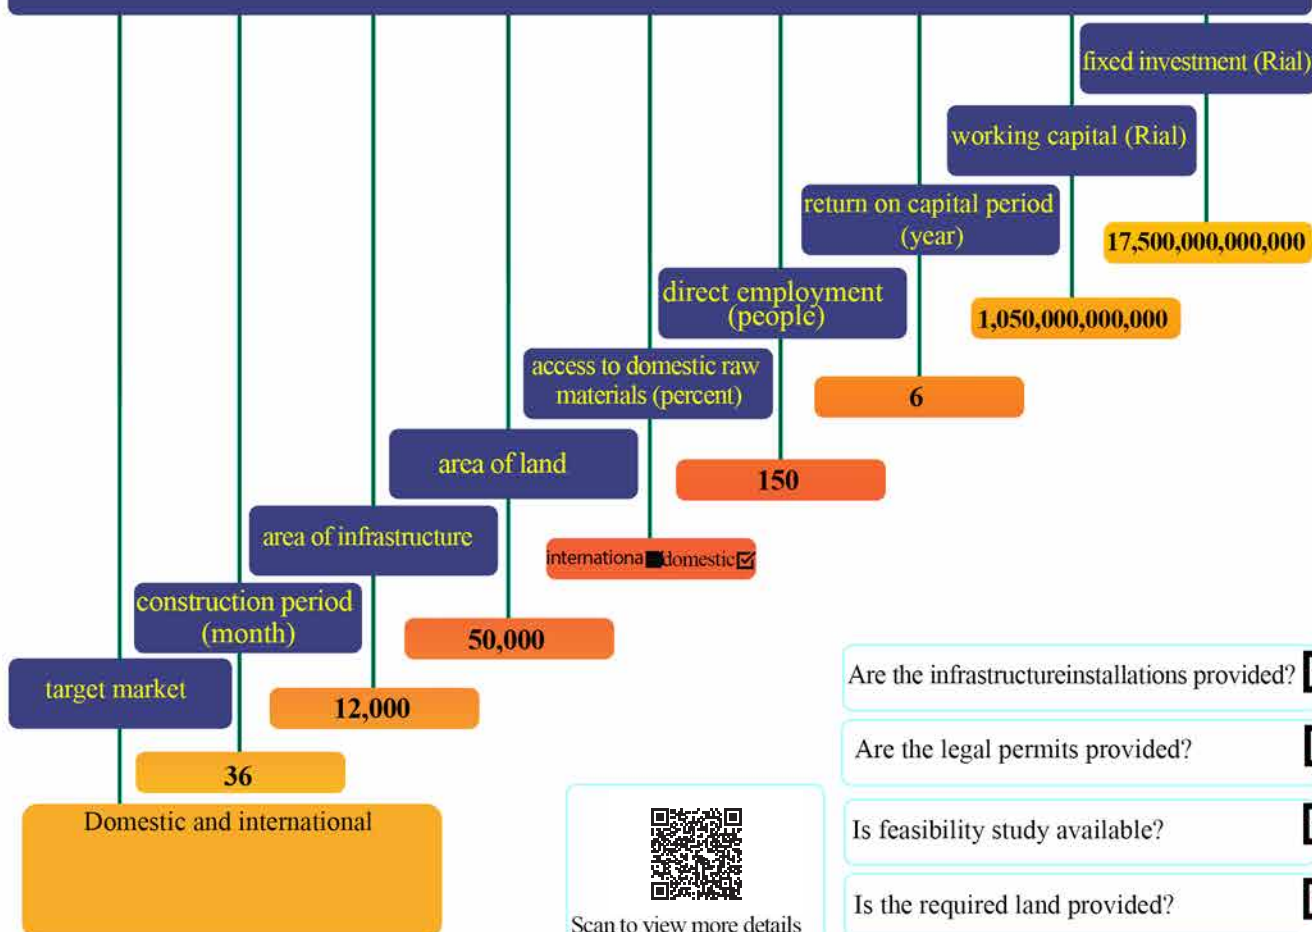 fixed investment (Rial)
17,500,000,000,000
working capital (Rial)
1,050,000,000,000
return on capital period
(year)
6
direct employment
(people)
150
access to domestic raw
materials (percent)
internationa domestic
area of land
50,000
area of infrastructure
12,000
construction period
(month)
36
target market
Domestic and international
Are the infrastructureinstallations provided?
Are the legal permits provided?
Is feasibility study available?
Is the required land provided?
Scan to view more details